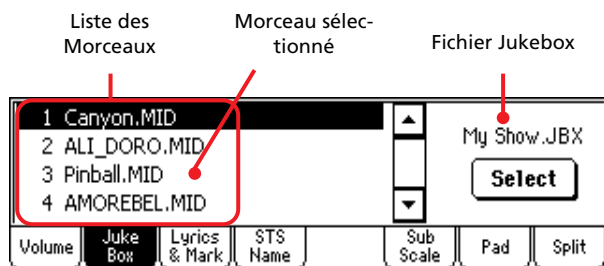 Liste des
Morceaux
Morceau sélec-
tionné
Fichier Jukebox
1 Canyon.MID
2 ALI_DORO.MID
3 Pinball.MID
4 AMOREBEL.MID
My Show.JBX
Select
Volume
Juke
Box
Lyrics
& Mark
STS
Name
Sub
Scale
Pad
Split